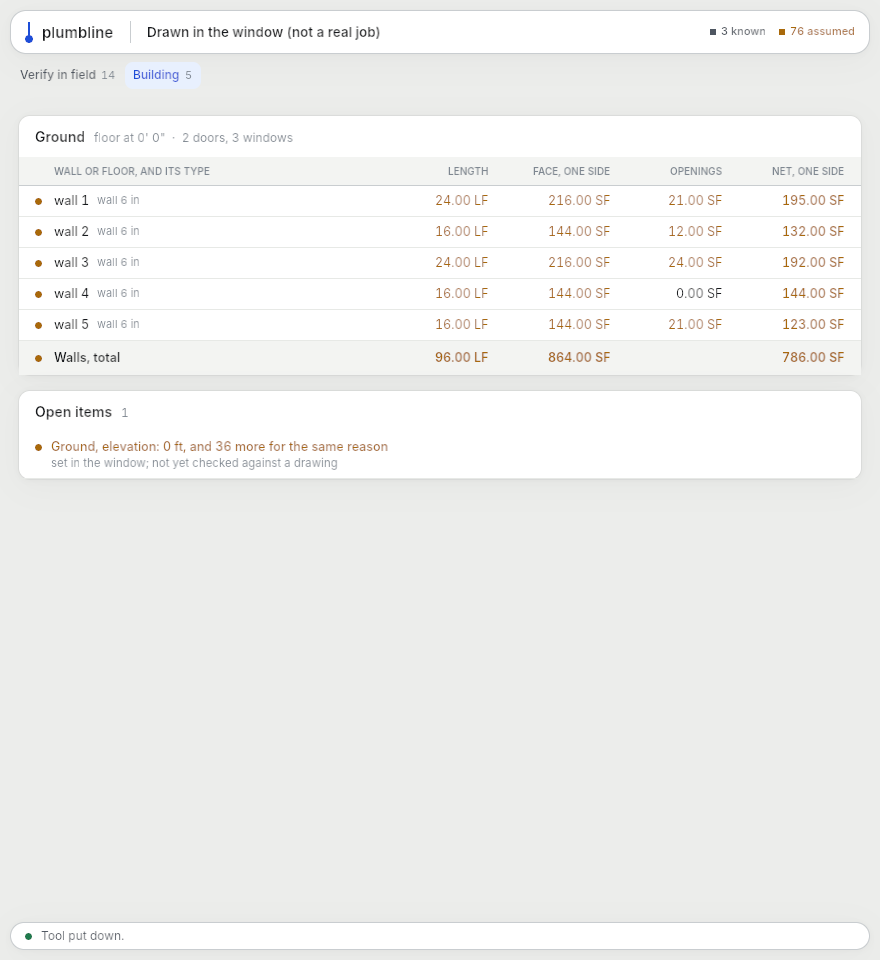 plumbline Drawn in the window (not a real job) 3 known 76 assumed
Verify in field 14 Building 5
Ground floor at 0' 0" · 2 doors, 3 windows
WALL OR FLOOR, AND ITS TYPE LENGTH FACE, ONE SIDE OPENINGS NET, ONE SIDE
wall 1 wall 6 in 24.00 LF 216.00 SF 21.00 SF 195.00 SF
wall 2 wall 6 in 16.00 LF 144.00 SF 12.00 SF 132.00 SF
wall 3 wall 6 in 24.00 LF 216.00 SF 24.00 SF 192.00 SF
wall 4 wall 6 in 16.00 LF 144.00 SF 0.00 SF 144.00 SF
wall 5 wall 6 in 16.00 LF 144.00 SF 21.00 SF 123.00 SF
Walls, total 96.00 LF 864.00 SF 786.00 SF
Open items 1
Ground, elevation: 0 ft, and 36 more for the same reason
set in the window; not yet checked against a drawing
Tool put down.